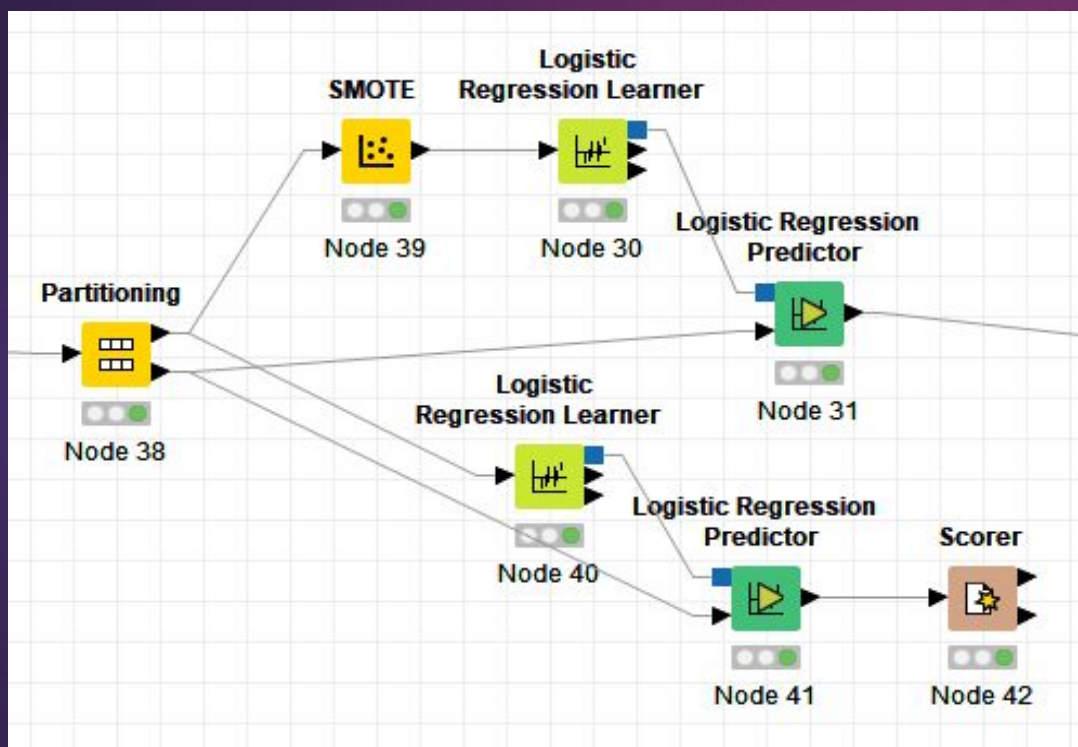 Logistic
Regression Learner
SMOTE
Node 39
Node 30
Logistic Regression
Predictor
Node 31
Partitioning
Node 38
Logistic
Regression Learner
Node 40
Logistic Regression
Predictor
Node 41
Scorer
Node 42